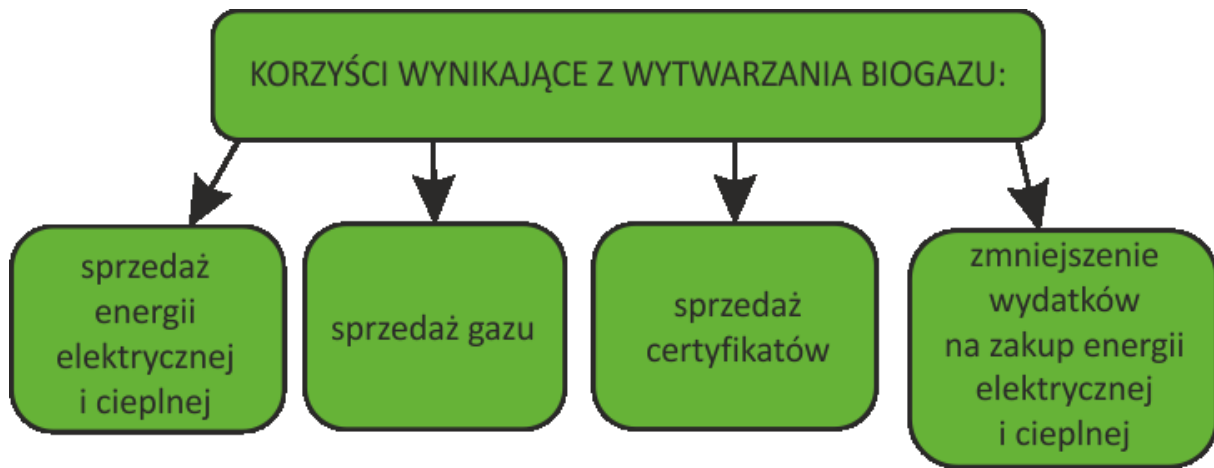 KORZYŚCI WYNIKAJĄCE Z WYTWARZANIA BIOGAZU:
sprzedaż
energii
elektrycznej
i cieplnej
sprzedaż gazu
sprzedaż
certyfikatów
zmniejszenie
wydatków
na zakup energii
elektrycznej
i cieplnej